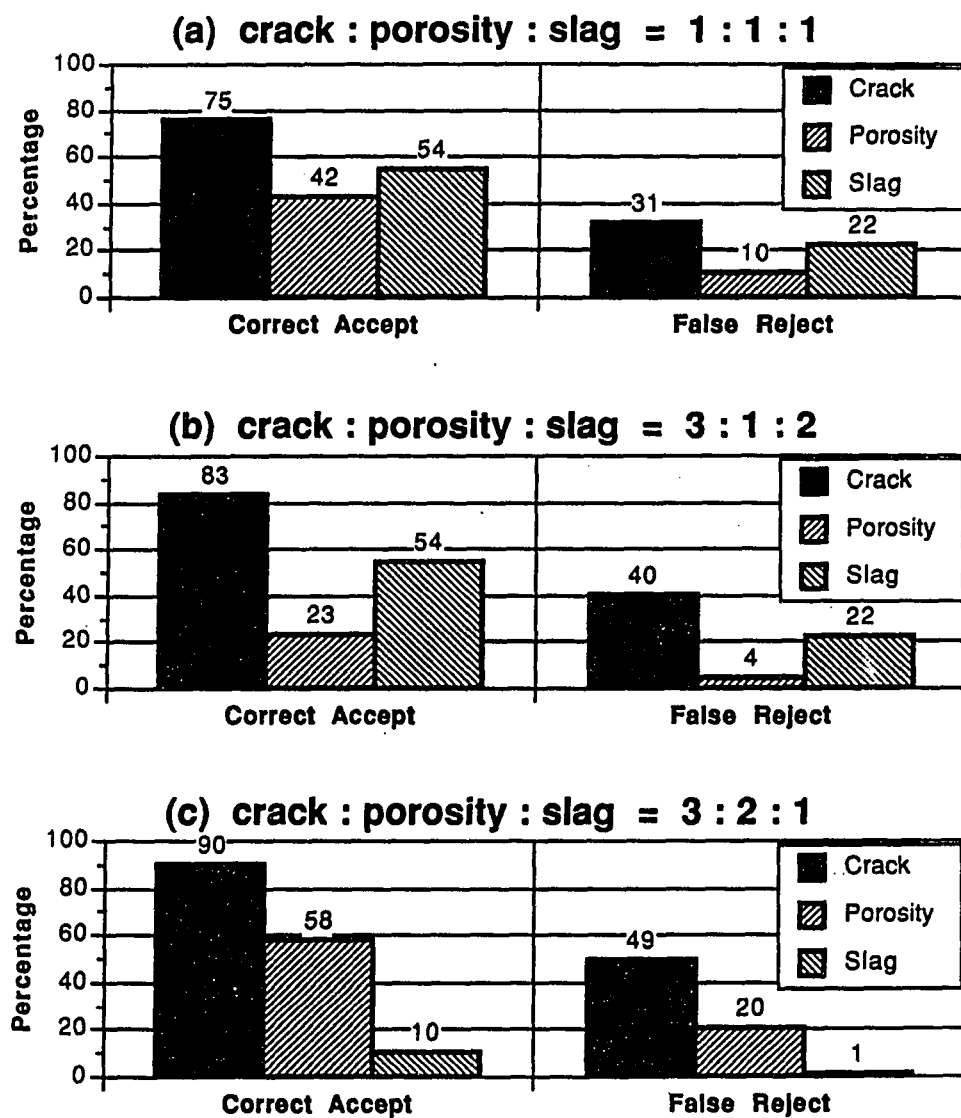 (a) crack : porosity : slag = 1 : 1 : 1
100
80
60
40
20
0
Percentage
75
42
54
31
10
22
Crack
Porosity
Slag
Correct Accept
False Reject
(b) crack : porosity : slag = 3 : 1 : 2
100
80
60
40
20
0
Percentage
83
23
54
40
4
22
Crack
Porosity
Slag
Correct Accept
False Reject
(c) crack : porosity : slag = 3 : 2 : 1
100
80
60
40
20
0
Percentage
90
58
10
49
20
1
Crack
Porosity
Slag
Correct Accept
False Reject